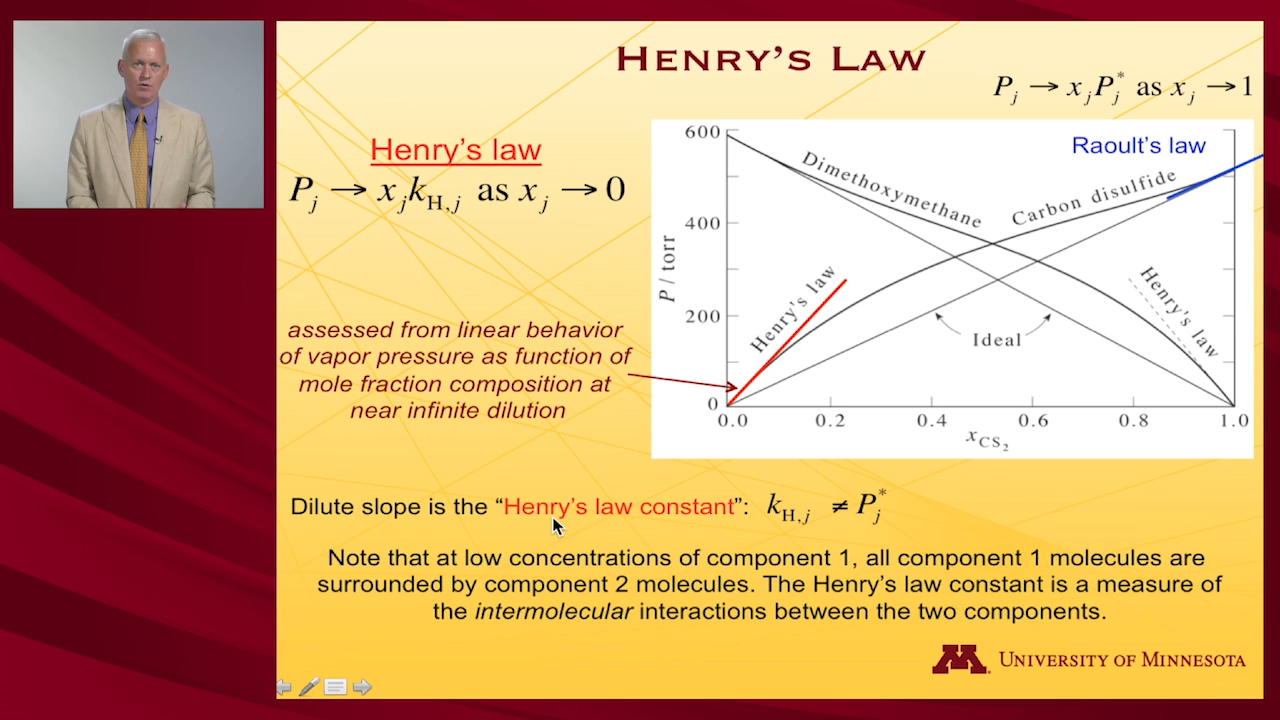 HENRY'S LAW
P_j → x_j P_j^* as x_j → 1
Henry's law
P_j → x_j k_H,j as x_j → 0
assessed from linear behavior
of vapor pressure as function of
mole fraction composition at
near infinite dilution
600
400
200
0
P / torr
Dimethoxymethane
Carbon disulfide
Raoult's law
Henry's law
Henry's law
Ideal
0.0 0.2 0.4 0.6 0.8 1.0
x_CS₂
Dilute slope is the “Henry's law constant”: k_H,j ≠ P_j^*
Note that at low concentrations of component 1, all component 1 molecules are
surrounded by component 2 molecules. The Henry's law constant is a measure of
the intermolecular interactions between the two components.
M UNIVERSITY OF MINNESOTA